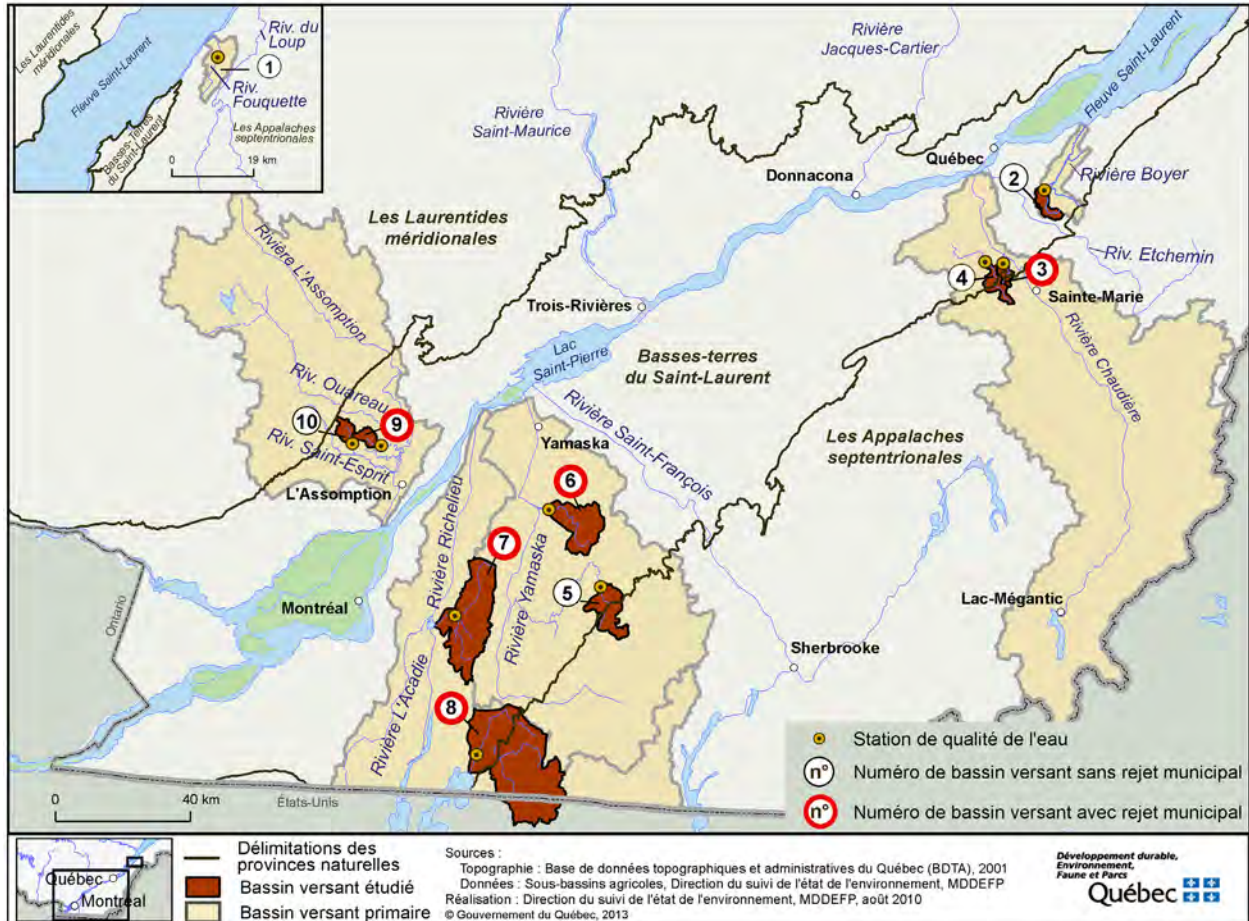 Les Laurentides
méridionales
Fleuve Saint-Laurent
Riv. du
Loup
1
Riv.
Fouquette
Les Appalaches
septentrionales
Basses-Terres
du Saint-Laurent
0 19 km
Rivière
Jacques-Cartier
Fleuve Saint-Laurent
Rivière
Saint-Maurice
Québec
Donnacona
2
Rivière Boyer
Riv. Etchemin
Les Laurentides
méridionales
Rivière L'Assomption
4
3
Sainte-Marie
Rivière Chaudière
Trois-Rivières
Lac
Saint-Pierre
Basses-terres
du Saint-Laurent
Riv. Ouareau
10
9
Riv. Saint-Esprit
L'Assomption
Yamaska
Rivière Saint-François
Les Appalaches
septentrionales
6
7
Rivière Richelieu
Rivière Yamaska
5
Montréal
Ontario
Lac-Mégantic
Sherbrooke
8
Rivière L'Acadie
0 40 km
États-Unis
Station de qualité de l'eau
n° Numéro de bassin versant sans rejet municipal
n° Numéro de bassin versant avec rejet municipal
Québec
Montréal
Délimitations des
provinces naturelles
Bassin versant étudié
Bassin versant primaire
Sources :
Topographie : Base de données topographiques et administratives du Québec (BDTA), 2001
Données : Sous-bassins agricoles, Direction du suivi de l'état de l'environnement, MDDEFP
Réalisation : Direction du suivi de l'état de l'environnement, MDDEFP, août 2010
© Gouvernement du Québec, 2013
Développement durable,
Environnement,
Faune et Parcs
Québec